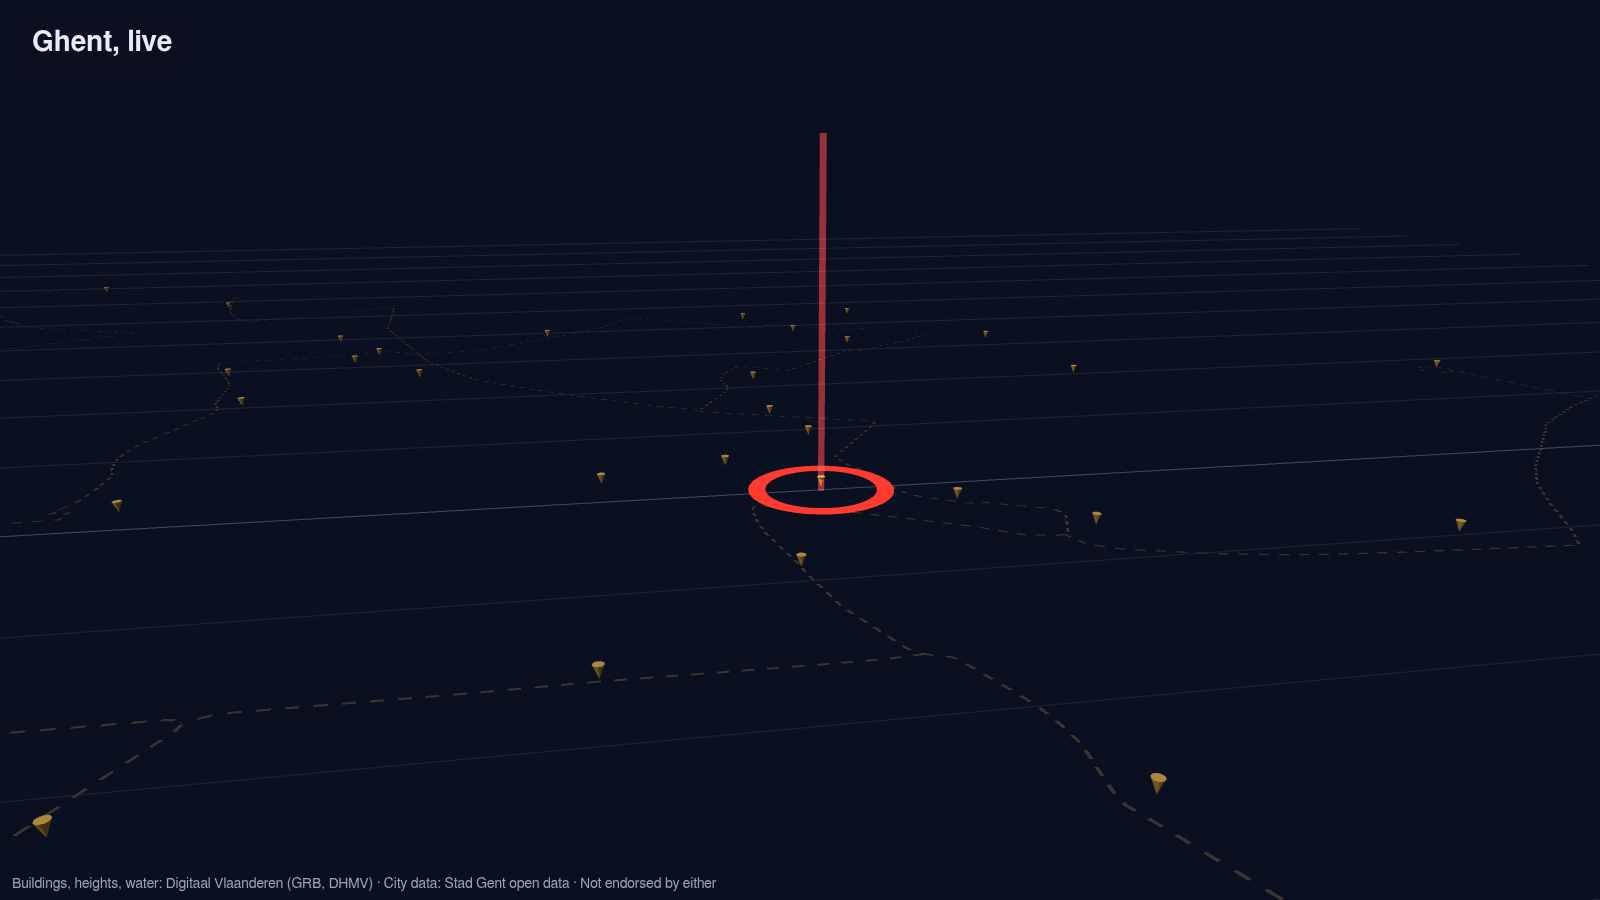 Ghent, live
Buildings, heights, water: Digitaal Vlaanderen (GRB, DHMV) · City data: Stad Gent open data · Not endorsed by either